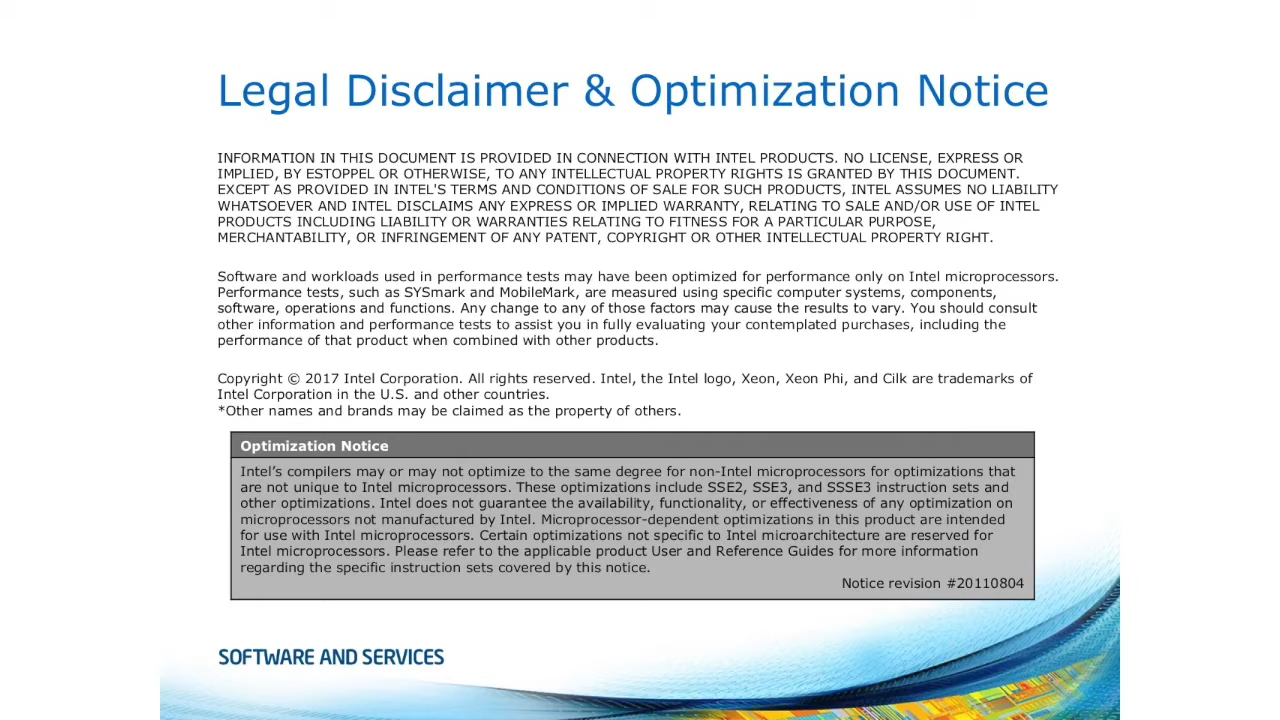 Legal Disclaimer & Optimization Notice
INFORMATION IN THIS DOCUMENT IS PROVIDED IN CONNECTION WITH INTEL PRODUCTS. NO LICENSE, EXPRESS OR
IMPLIED, BY ESTOPPEL OR OTHERWISE, TO ANY INTELLECTUAL PROPERTY RIGHTS IS GRANTED BY THIS DOCUMENT.
EXCEPT AS PROVIDED IN INTEL'S TERMS AND CONDITIONS OF SALE FOR SUCH PRODUCTS, INTEL ASSUMES NO LIABILITY
WHATSOEVER AND INTEL DISCLAIMS ANY EXPRESS OR IMPLIED WARRANTY, RELATING TO SALE AND/OR USE OF INTEL
PRODUCTS INCLUDING LIABILITY OR WARRANTIES RELATING TO FITNESS FOR A PARTICULAR PURPOSE,
MERCHANTABILITY, OR INFRINGEMENT OF ANY PATENT, COPYRIGHT OR OTHER INTELLECTUAL PROPERTY RIGHT.
Software and workloads used in performance tests may have been optimized for performance only on Intel microprocessors.
Performance tests, such as SYSmark and MobileMark, are measured using specific computer systems, components,
software, operations and functions. Any change to any of those factors may cause the results to vary. You should consult
other information and performance tests to assist you in fully evaluating your contemplated purchases, including the
performance of that product when combined with other products.
Copyright © 2017 Intel Corporation. All rights reserved. Intel, the Intel logo, Xeon, Xeon Phi, and Cilk are trademarks of
Intel Corporation in the U.S. and other countries.
*Other names and brands may be claimed as the property of others.
Optimization Notice
Intel's compilers may or may not optimize to the same degree for non-Intel microprocessors for optimizations that
are not unique to Intel microprocessors. These optimizations include SSE2, SSE3, and SSSE3 instruction sets and
other optimizations. Intel does not guarantee the availability, functionality, or effectiveness of any optimization on
microprocessors not manufactured by Intel. Microprocessor-dependent optimizations in this product are intended
for use with Intel microprocessors. Certain optimizations not specific to Intel microarchitecture are reserved for
Intel microprocessors. Please refer to the applicable product User and Reference Guides for more information
regarding the specific instruction sets covered by this notice.
Notice revision #20110804
SOFTWARE AND SERVICES